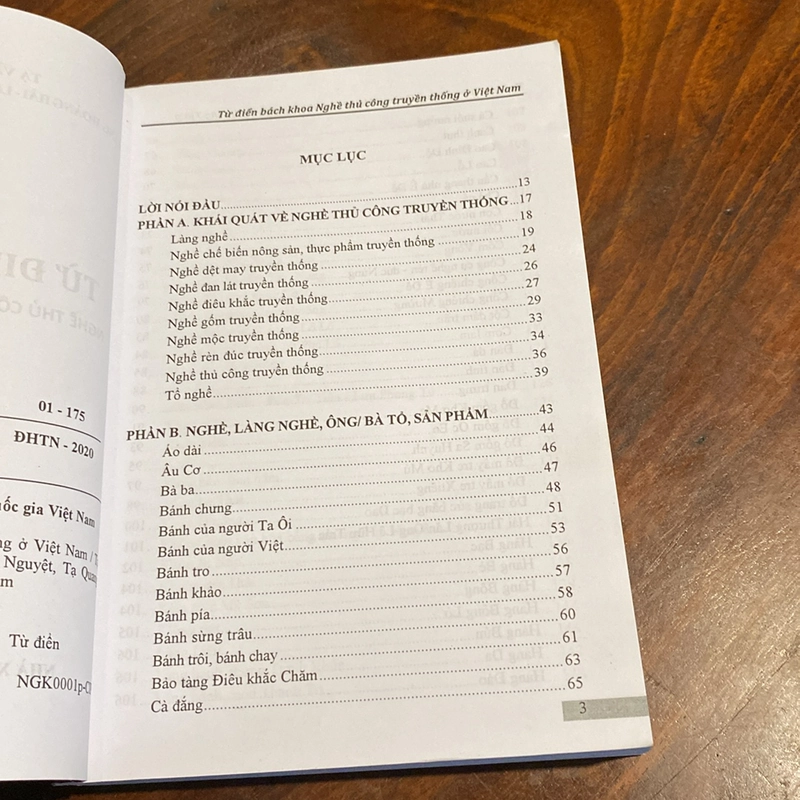 01 - 175
ĐHTN - 2020
ốc gia Việt Nam
ng ở Việt Nam /
Nguyệt, Tạ Quang
Từ điển
NGK0001p
Từ điển bách khoa Nghề thủ công truyền thống ở Việt Nam
MỤC LỤC
LỜI NÓI ĐẦU....................13
PHẦN A. KHÁI QUÁT VỀ NGHỀ THỦ CÔNG TRUYỀN THỐNG...17
Làng nghề....................18
Nghề chế biến nông sản, thực phẩm truyền thống....................19
Nghề dệt may truyền thống....................24
Nghề đan lát truyền thống....................26
Nghề điêu khắc truyền thống....................27
Nghề gốm truyền thống....................29
Nghề mộc truyền thống....................33
Nghề rèn đúc truyền thống....................34
Nghề thủ công truyền thống....................36
Tổ nghề....................39
PHẦN B. NGHỀ, LÀNG NGHỀ, ÔNG/ BÀ TỔ, SẢN PHẨM....................43
Áo dài....................44
Âu Cơ....................46
Bà ba....................47
Bánh chưng....................48
Bánh của người Ta Ôi....................51
Bánh của người Việt....................53
Bánh tro....................56
Bánh khảo....................57
Bánh pía....................58
Bánh sừng trâu....................60
Bánh trôi, bánh chay....................61
Bảo tàng Điêu khắc Chăm....................63
Cà đắng....................65
3